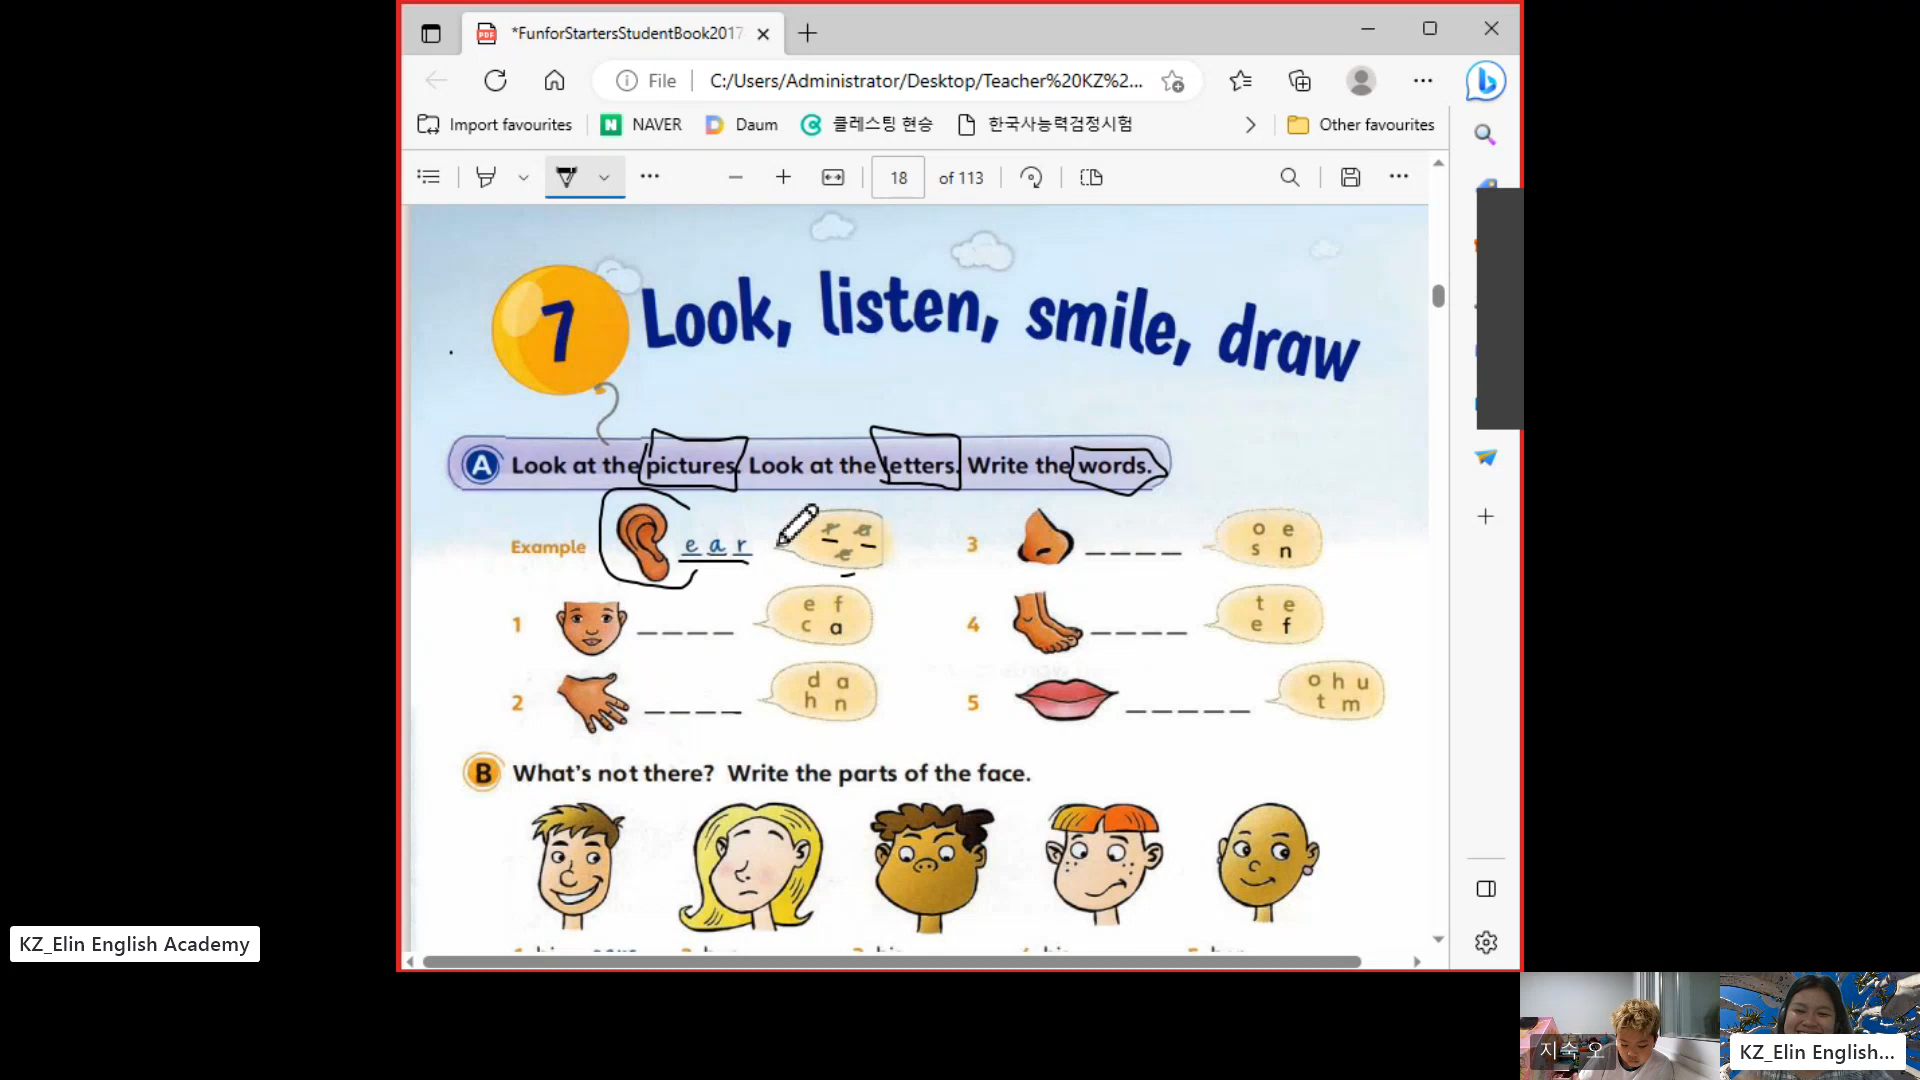 *FunforStartersStudentBook2017
File
C:/Users/Administrator/Desktop/Teacher%20KZ%2...
Import favourites
NAVER
Daum
클레스팅 현승
한국사능력검정시험
Other favourites
18 of 113
7 Look, listen, smile, draw
A Look at the pictures. Look at the letters. Write the words.
Example e a r
r a
e
1
e f
c a
2
d a
h n
3
o e
s n
4
t e
e f
5
o h u
t m
B What's not there? Write the parts of the face.
KZ_Elin English Academy
지숙 오
KZ_Elin English...